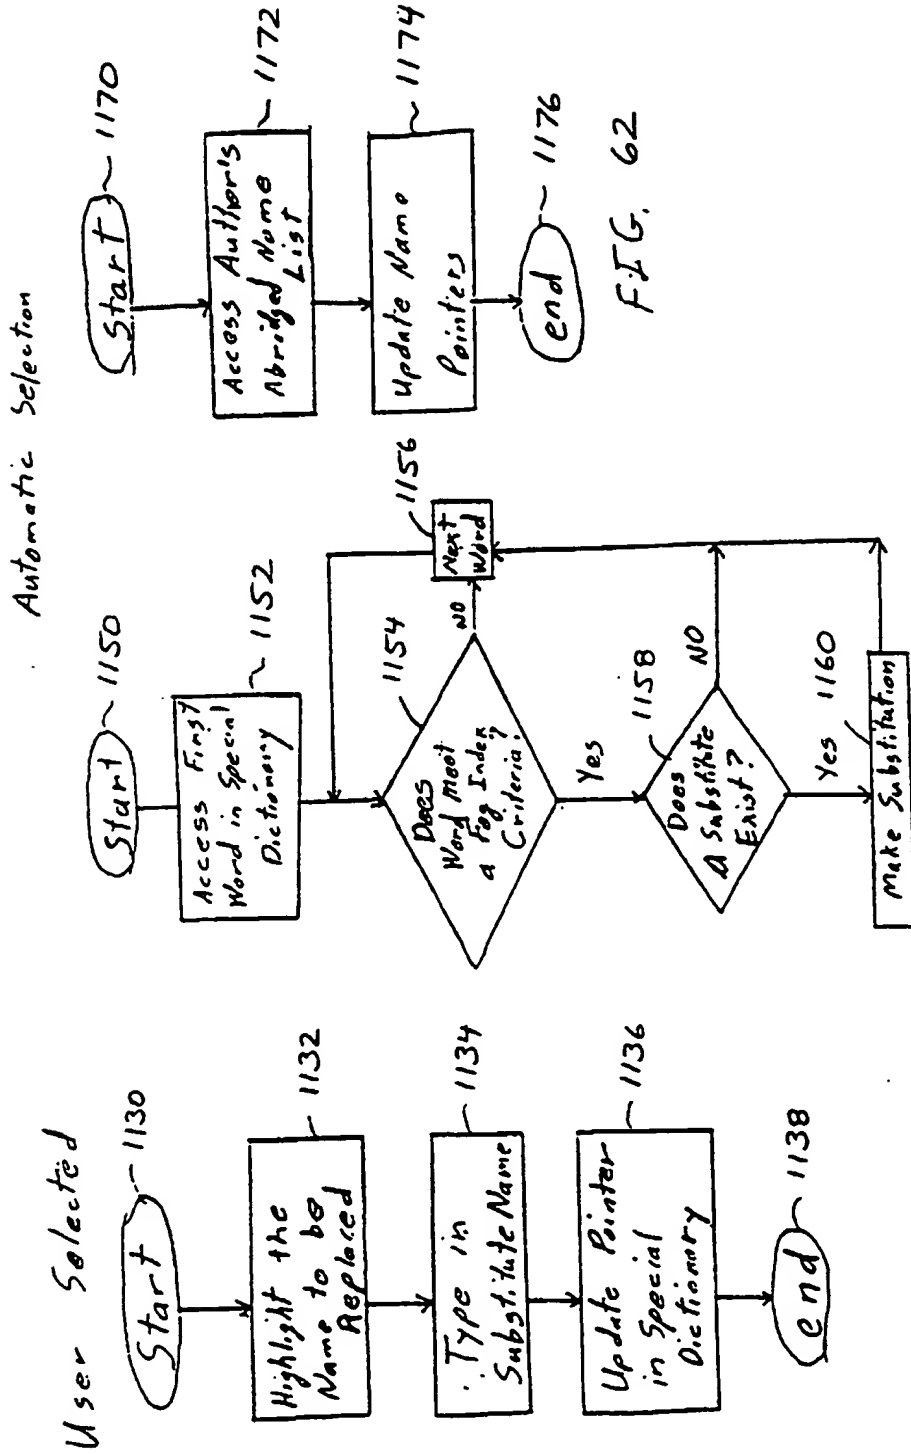 User Selected
Start
1130
Highlight the
Name to be
Replaced
1132
Type in
Substitute Name
1134
Update Pointer
in Special
Dictionary
1136
end
1138
Automatic Selection
Start
1150
Access First
Word in Special
Dictionary
1152
Does
Word Meet
a Fog Index
Criteria?
1154
NO
Next
Word
1156
Yes
Does
A Substitute
Exist?
1158
NO
Yes
1160
Make Substitution
Start
1170
Access Author's
Abridged Name
List
1172
Update Name
Pointers
1174
end
1176
FIG. 62